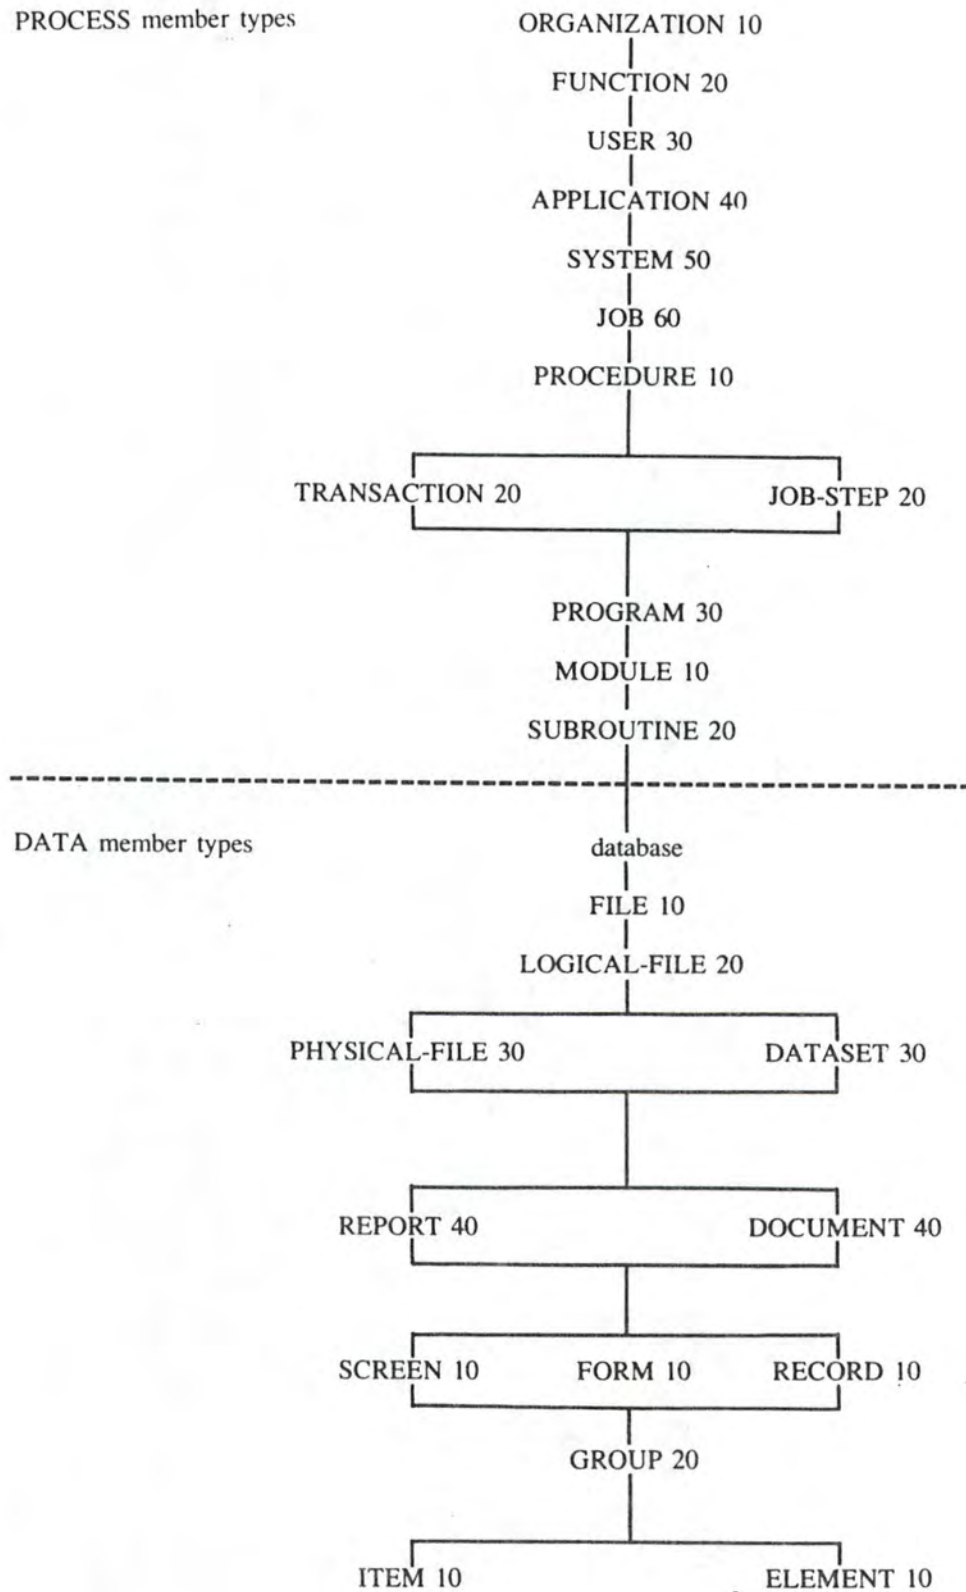 PROCESS member types
ORGANIZATION 10
FUNCTION 20
USER 30
APPLICATION 40
SYSTEM 50
JOB 60
PROCEDURE 10
TRANSACTION 20
JOB-STEP 20
PROGRAM 30
MODULE 10
SUBROUTINE 20
DATA member types
database
FILE 10
LOGICAL-FILE 20
PHYSICAL-FILE 30
DATASET 30
REPORT 40
DOCUMENT 40
SCREEN 10
FORM 10
RECORD 10
GROUP 20
ITEM 10
ELEMENT 10